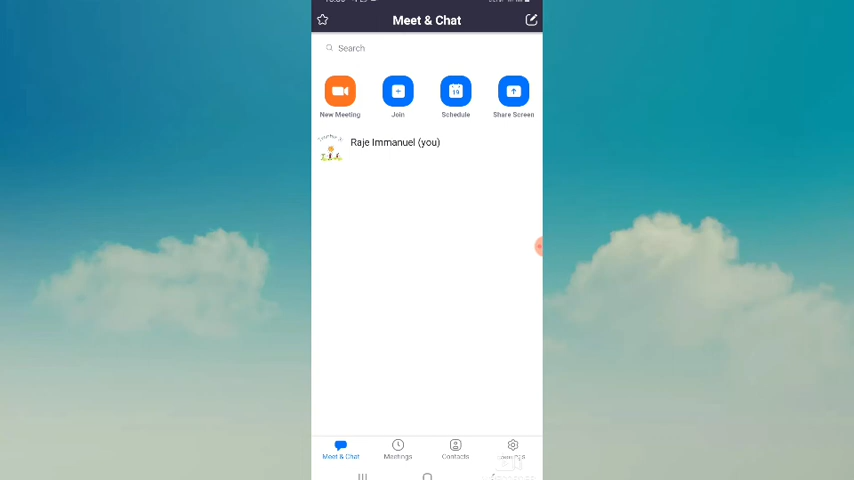 Meet & Chat
Search
New Meeting
Join
19
Schedule
Share Screen
Raje Immanuel (you)
Meet & Chat
Meetings
Contacts